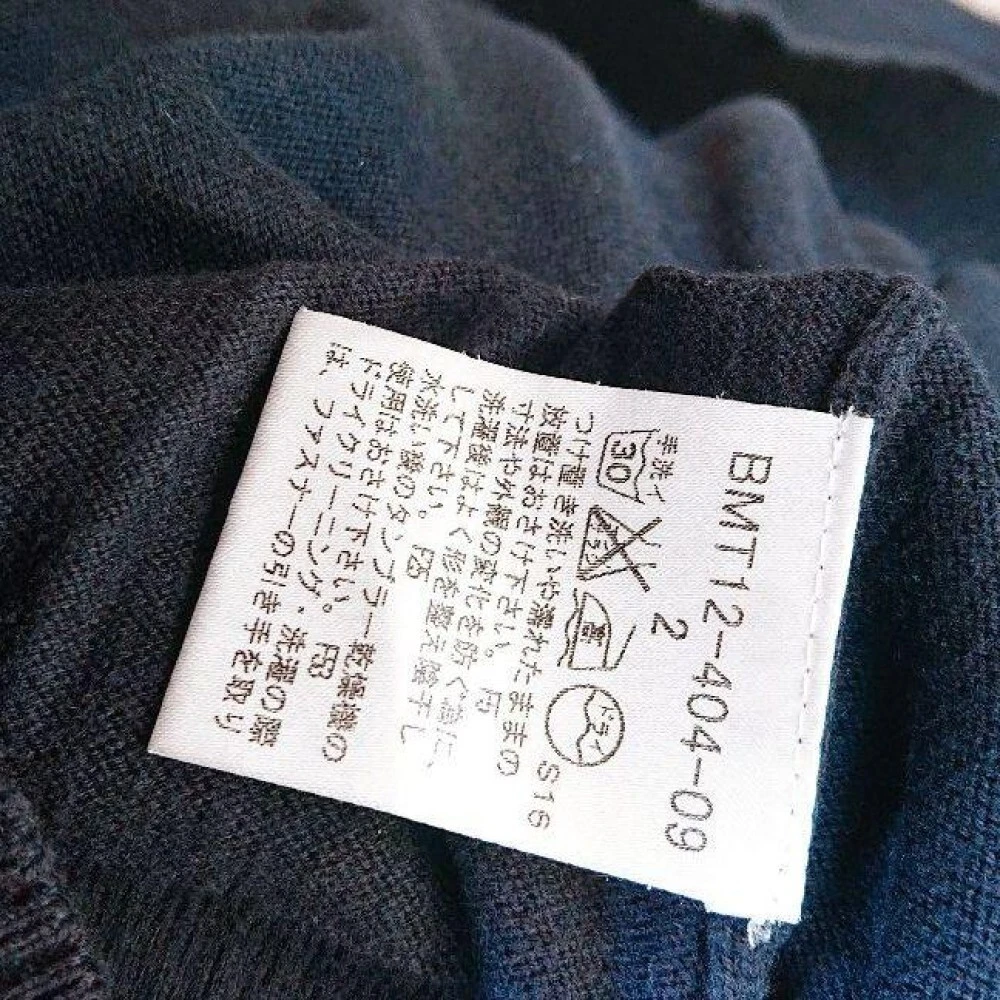 BMT12-404-09
2
手洗イ
30
エンソ
中
ドライ
S16
つけ置き洗いや濡れたままの
放置はおさけ下さい。
寸法や外観の変化を防ぐ為に、
洗濯後はよく形を整え陰干し
して下さい。
水洗い後のタンブラー乾燥機の
使用はおさけ下さい。
ドライクリーニング、洗濯の際
は、ファスナーの引き手を取り